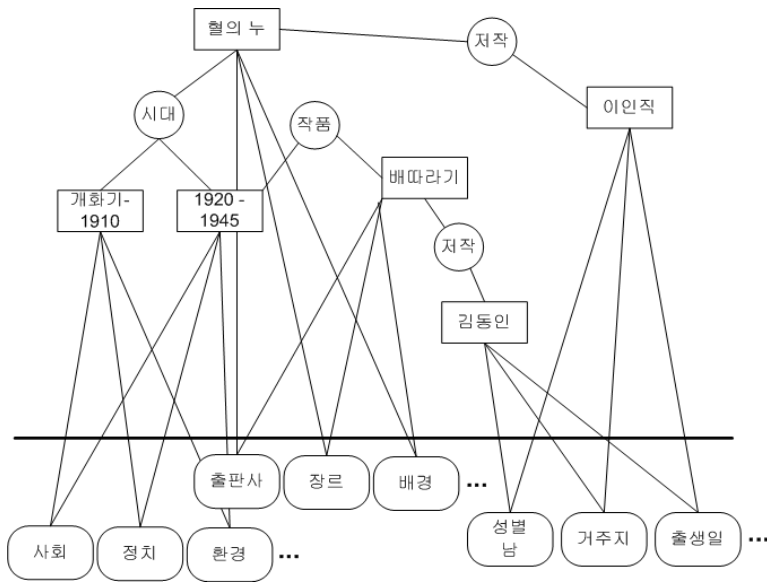 혈의 누
저작
이인직
시대
작품
배따라기
개화기-
1910
1920 -
1945
저작
김동인
출판사
장르
배경
...
사회
정치
환경
...
성별
남
거주지
출생일
...